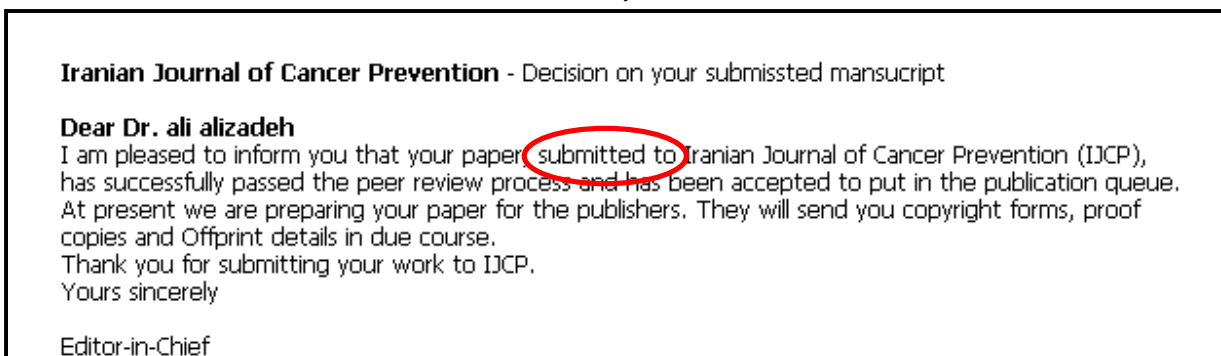 Iranian Journal of Cancer Prevention - Decision on your submissted mansucript
Dear Dr. ali alizadeh
I am pleased to inform you that your paper, submitted to Iranian Journal of Cancer Prevention (IJCP),
has successfully passed the peer review process and has been accepted to put in the publication queue.
At present we are preparing your paper for the publishers. They will send you copyright forms, proof
copies and Offprint details in due course.
Thank you for submitting your work to IJCP.
Yours sincerely
Editor-in-Chief